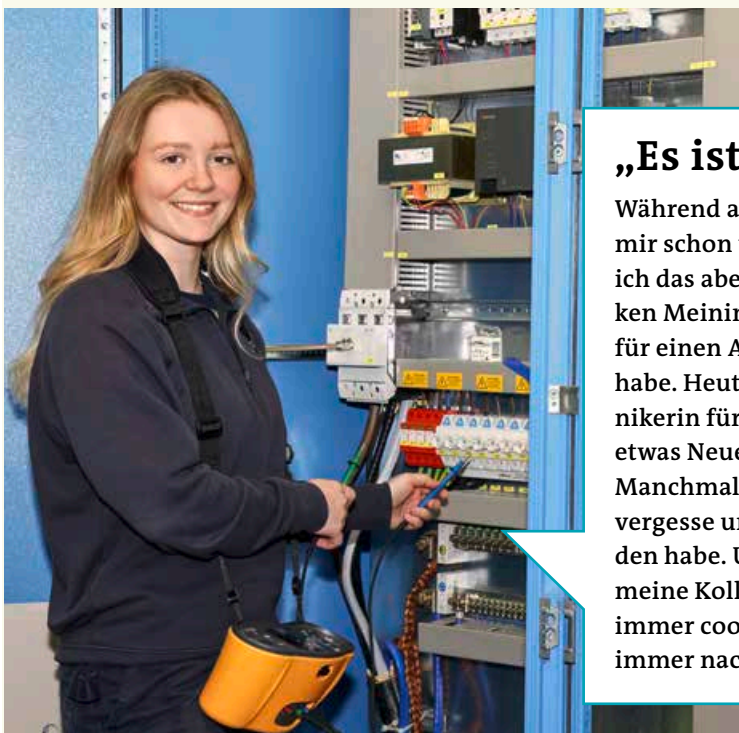 „Es ist
Während a
mir schon
ich das abe
ken Meinin
für einen A
habe. Heut
nikerin für
etwas Neue
Manchmal
vergesse un
den habe. U
meine Koll
immer coo
immer nac